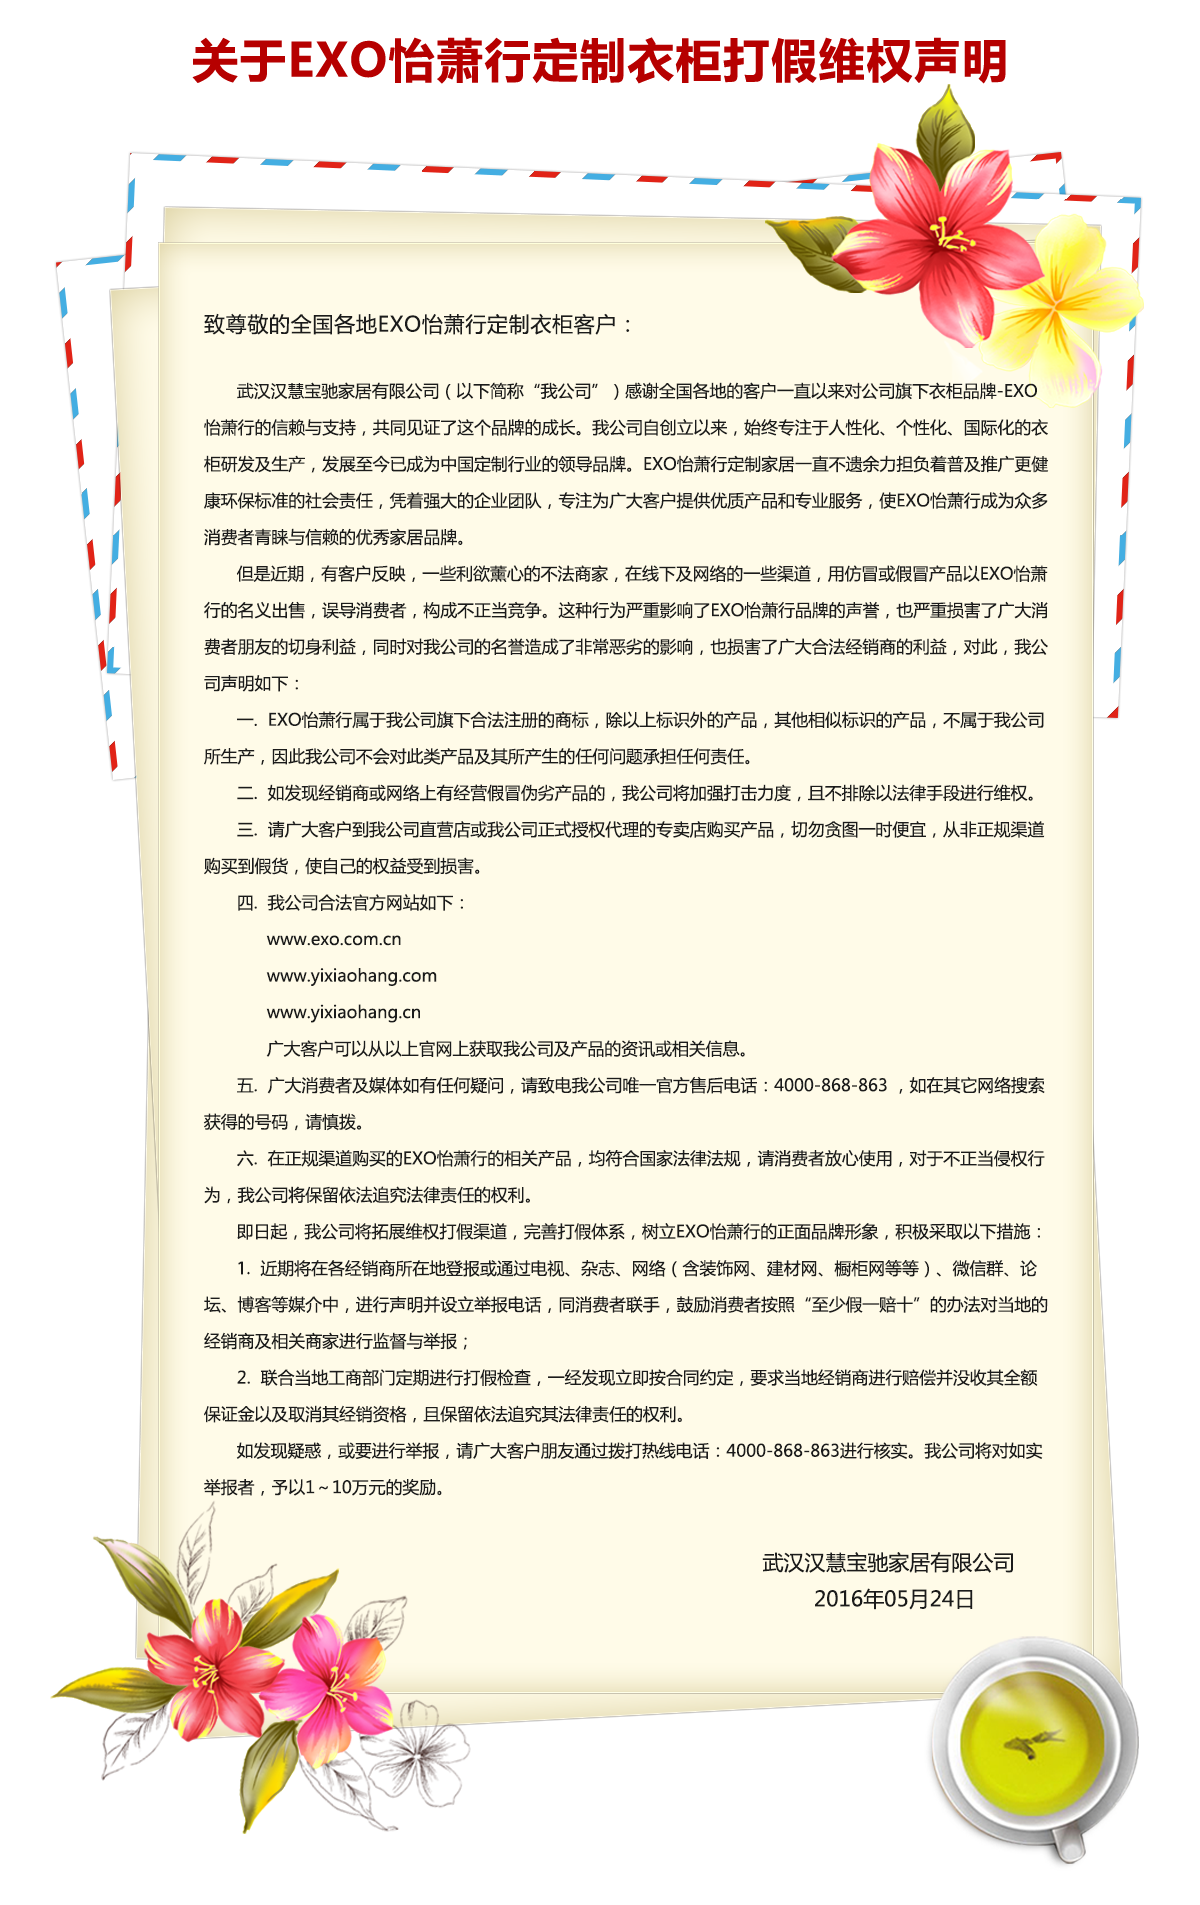 关于EXO怡萧行定制衣柜打假维权声明
致尊敬的全国各地EXO怡萧行定制衣柜客户：
武汉汉慧宝驰家居有限公司（以下简称“我公司”）感谢全国各地的客户一直以来对公司旗下衣柜品牌-EXO
怡萧行的信赖与支持，共同见证了这个品牌的成长。我公司自创立以来，始终专注于人性化、个性化、国际化的衣
柜研发及生产，发展至今已成为中国定制行业的领导品牌。EXO怡萧行定制家居一直不遗余力担负着普及推广更健
康环保标准的社会责任，凭着强大的企业团队，专注为广大客户提供优质产品和专业服务，使EXO怡萧行成为众多
消费者青睐与信赖的优秀家居品牌。
但是近期，有客户反映，一些利欲薰心的不法商家，在线下及网络的一些渠道，用仿冒或假冒产品以EXO怡萧
行的名义出售，误导消费者，构成不正当竞争。这种行为严重影响了EXO怡萧行品牌的声誉，也严重损害了广大消
费者朋友的切身利益，同时对我公司的名誉造成了非常恶劣的影响，也损害了广大合法经销商的利益，对此，我公
司声明如下：
一. EXO怡萧行属于我公司旗下合法注册的商标，除以上标识外的产品，其他相似标识的产品，不属于我公司
所生产，因此我公司不会对此类产品及其所产生的任何问题承担任何责任。
二. 如发现经销商或网络上有经营假冒伪劣产品的，我公司将加强打击力度，且不排除以法律手段进行维权。
三. 请广大客户到我公司直营店或我公司正式授权代理的专卖店购买产品，切勿贪图一时便宜，从非正规渠道
购买到假货，使自己的权益受到损害。
四. 我公司合法官方网站如下：
www.exo.com.cn
www.yixiaohang.com
www.yixiaohang.cn
广大客户可以从以上官网上获取我公司及产品的资讯或相关信息。
五. 广大消费者及媒体如有任何疑问，请致电我公司唯一官方售后电话：4000-868-863 ，如在其它网络搜索
获得的号码，请慎拨。
六. 在正规渠道购买的EXO怡萧行的相关产品，均符合国家法律法规，请消费者放心使用，对于不正当侵权行
为，我公司将保留依法追究法律责任的权利。
即日起，我公司将拓展维权打假渠道，完善打假体系，树立EXO怡萧行的正面品牌形象，积极采取以下措施：
1. 近期将在各经销商所在地登报或通过电视、杂志、网络（含装饰网、建材网、橱柜网等等）、微信群、论
坛、博客等媒介中，进行声明并设立举报电话，同消费者联手，鼓励消费者按照“至少假一赔十”的办法对当地的
经销商及相关商家进行监督与举报；
2. 联合当地工商部门定期进行打假检查，一经发现立即按合同约定，要求当地经销商进行赔偿并没收其全额
保证金以及取消其经销资格，且保留依法追究其法律责任的权利。
如发现疑惑，或要进行举报，请广大客户朋友通过拨打热线电话：4000-868-863进行核实。我公司将对如实
举报者，予以1～10万元的奖励。
武汉汉慧宝驰家居有限公司
2016年05月24日